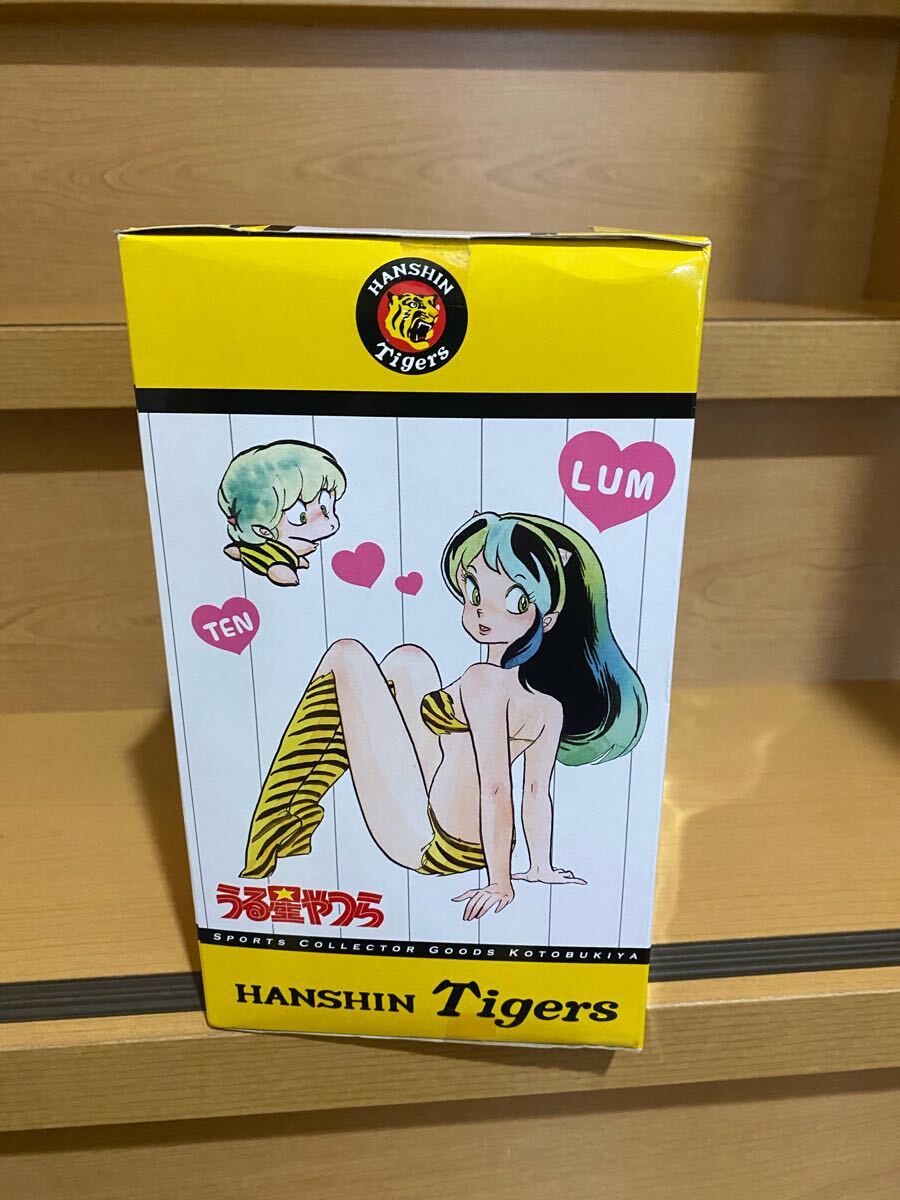 HANSHIN
Tigers
LUM
TEN
うる星やつら
SPORTS COLLECTOR GOODS KOTOBUKIYA
HANSHIN Tigers